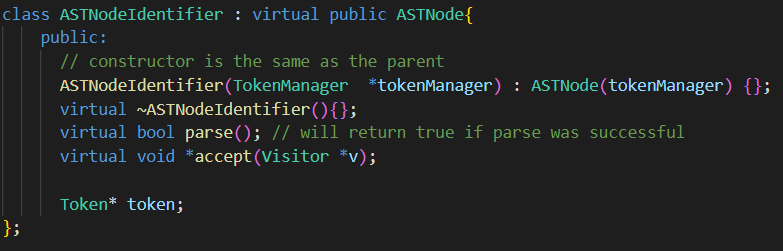 class ASTNodeIdentifier : virtual public ASTNode{
public:
// constructor is the same as the parent
ASTNodeIdentifier(TokenManager  *tokenManager) : ASTNode(tokenManager) {};
virtual ~ASTNodeIdentifier(){};
virtual bool parse(); // will return true if parse was successful
virtual void *accept(Visitor *v);
Token* token;
};